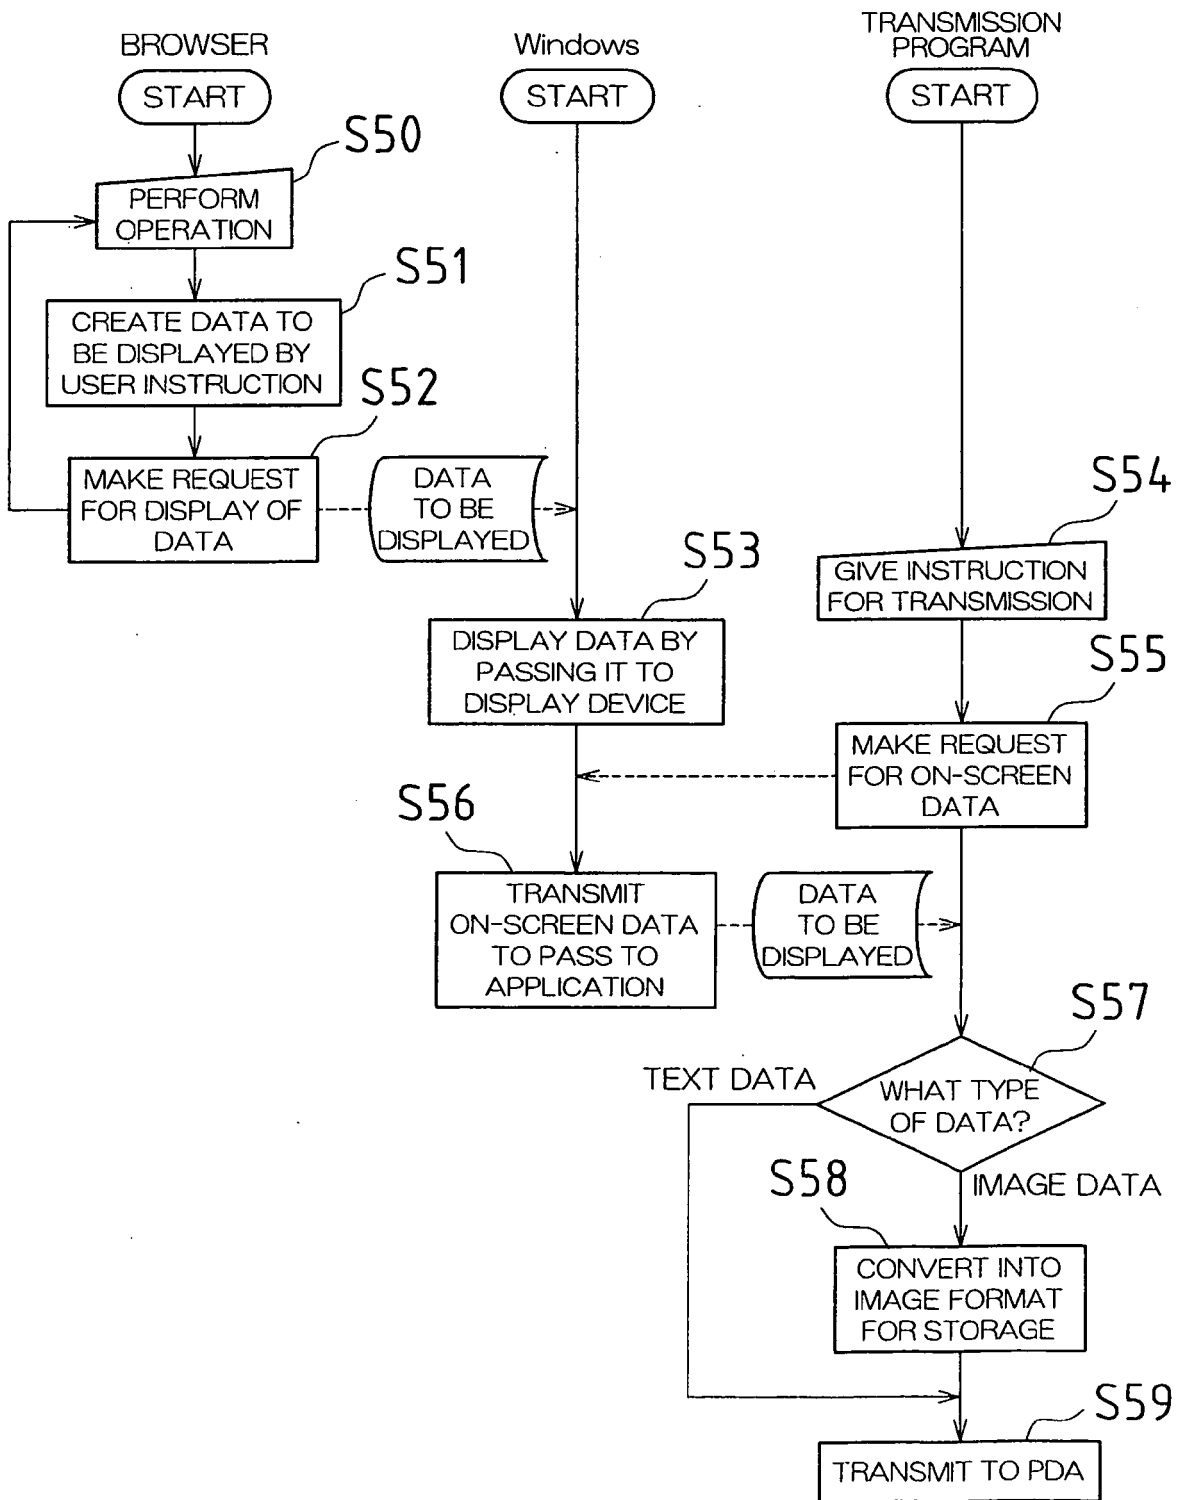 BROWSER
Windows
TRANSMISSION
PROGRAM
START
START
START
S50
PERFORM
OPERATION
S51
CREATE DATA TO
BE DISPLAYED BY
USER INSTRUCTION
S52
MAKE REQUEST
FOR DISPLAY OF
DATA
DATA
TO BE
DISPLAYED
S54
GIVE INSTRUCTION
FOR TRANSMISSION
S53
DISPLAY DATA BY
PASSING IT TO
DISPLAY DEVICE
S55
MAKE REQUEST
FOR ON-SCREEN
DATA
S56
TRANSMIT
ON-SCREEN DATA
TO PASS TO
APPLICATION
DATA
TO BE
DISPLAYED
S57
TEXT DATA
WHAT TYPE
OF DATA?
IMAGE DATA
S58
CONVERT INTO
IMAGE FORMAT
FOR STORAGE
S59
TRANSMIT TO PDA